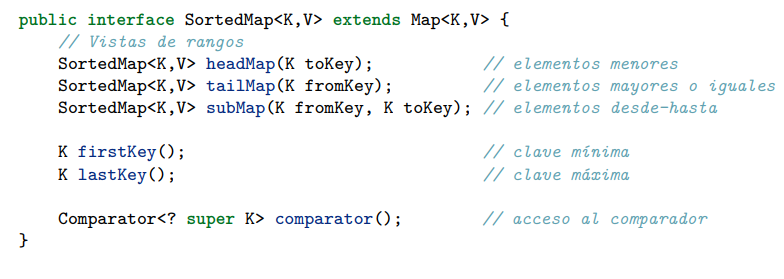 public interface SortedMap<K,V> extends Map<K,V> {
    // Vistas de rangos
    SortedMap<K,V> headMap(K toKey);            // elementos menores
    SortedMap<K,V> tailMap(K fromKey);          // elementos mayores o iguales
    SortedMap<K,V> subMap(K fromKey, K toKey); // elementos desde-hasta
    K firstKey();                               // clave mínima
    K lastKey();                                // clave máxima
    Comparator<? super K> comparator();         // acceso al comparador
}